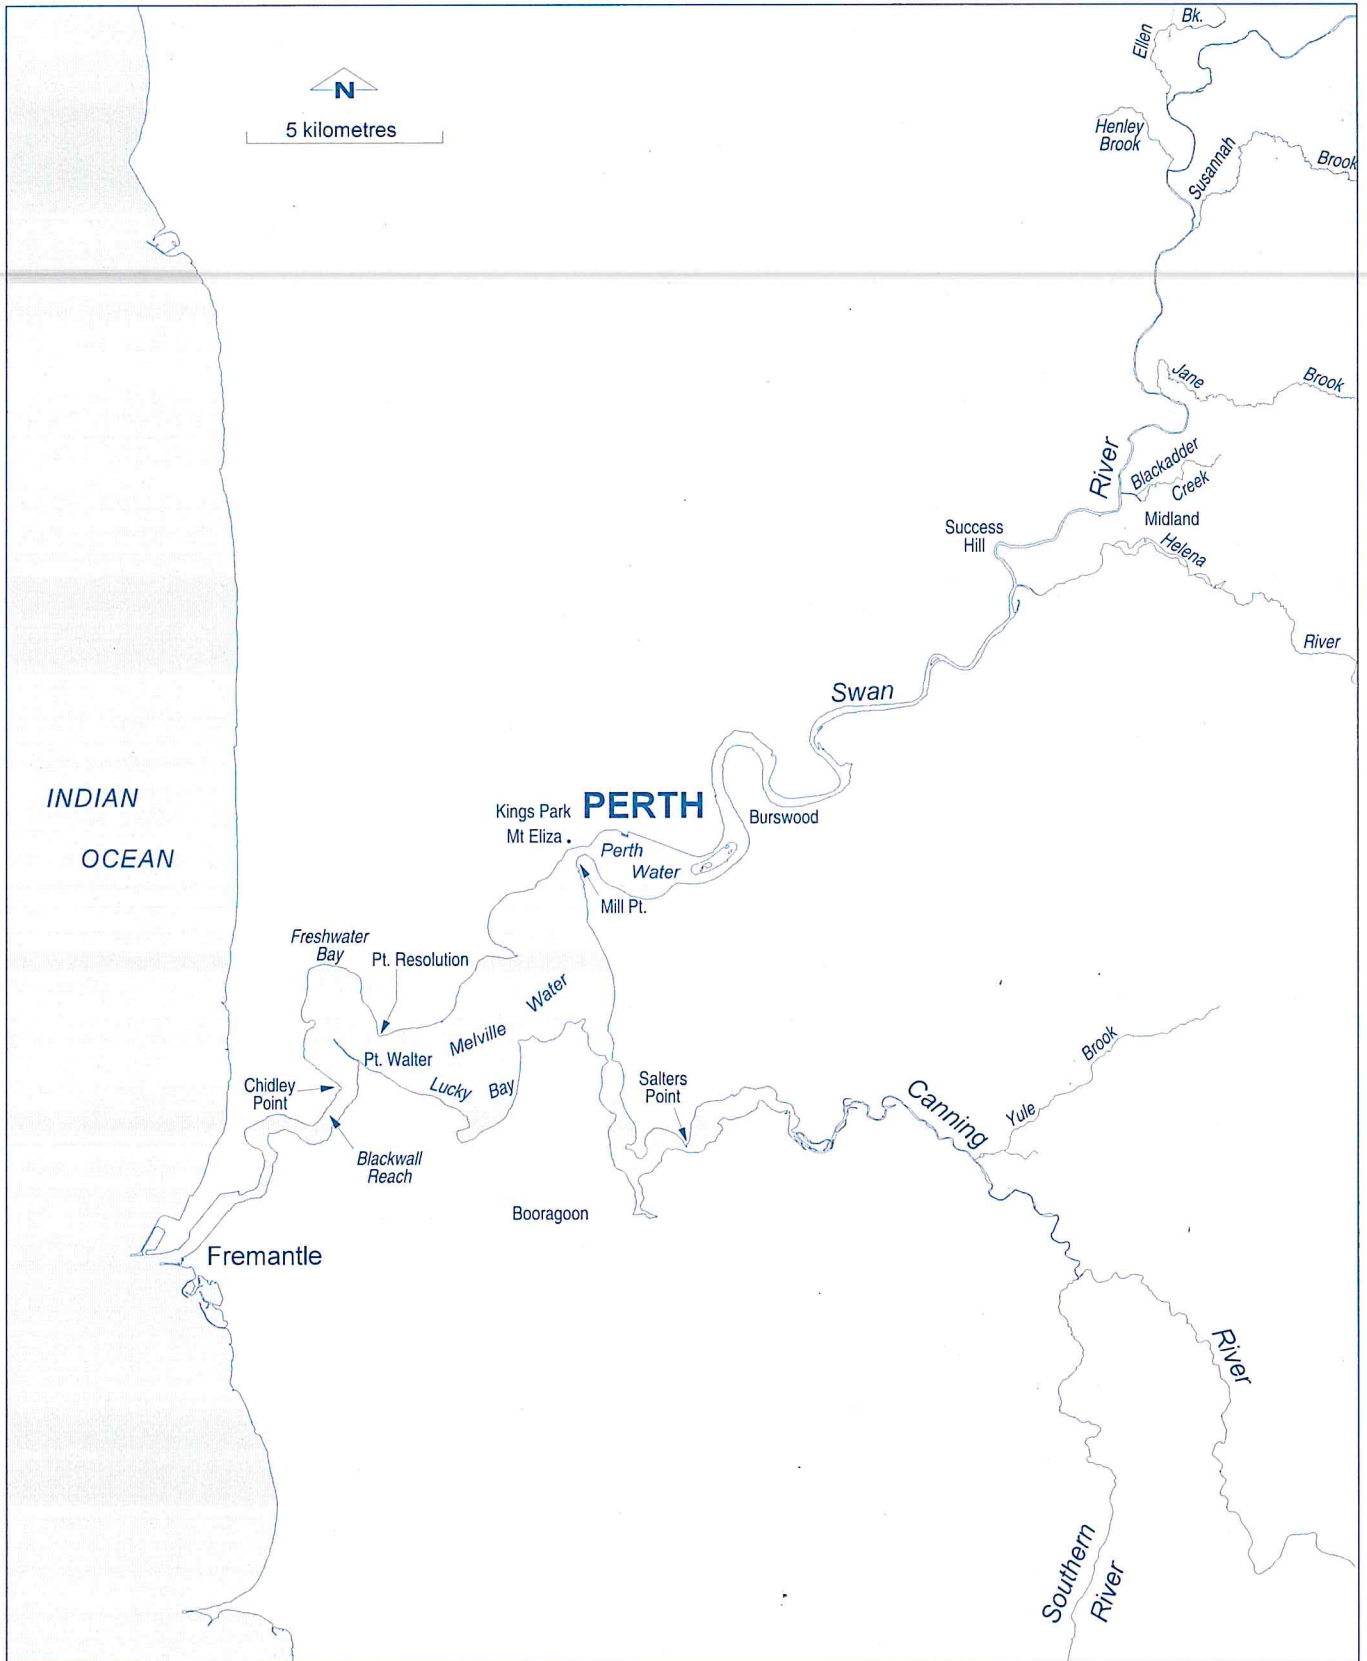 Bk.
Ellen
N
5 kilometres
Henley
Brook
Susannah
Brook
Jane
Brook
River
Blackadder
Creek
Midland
Success
Hill
Helena
River
Swan
INDIAN
OCEAN
Kings Park
PERTH
Mt Eliza
Burswood
Perth
Water
Mill Pt.
Freshwater
Bay
Pt. Resolution
Melville
Water
Pt. Walter
Lucky
Bay
Chidley
Point
Blackwall
Reach
Salters
Point
Canning
Yule
Brook
Booragoon
Fremantle
River
Southern
River